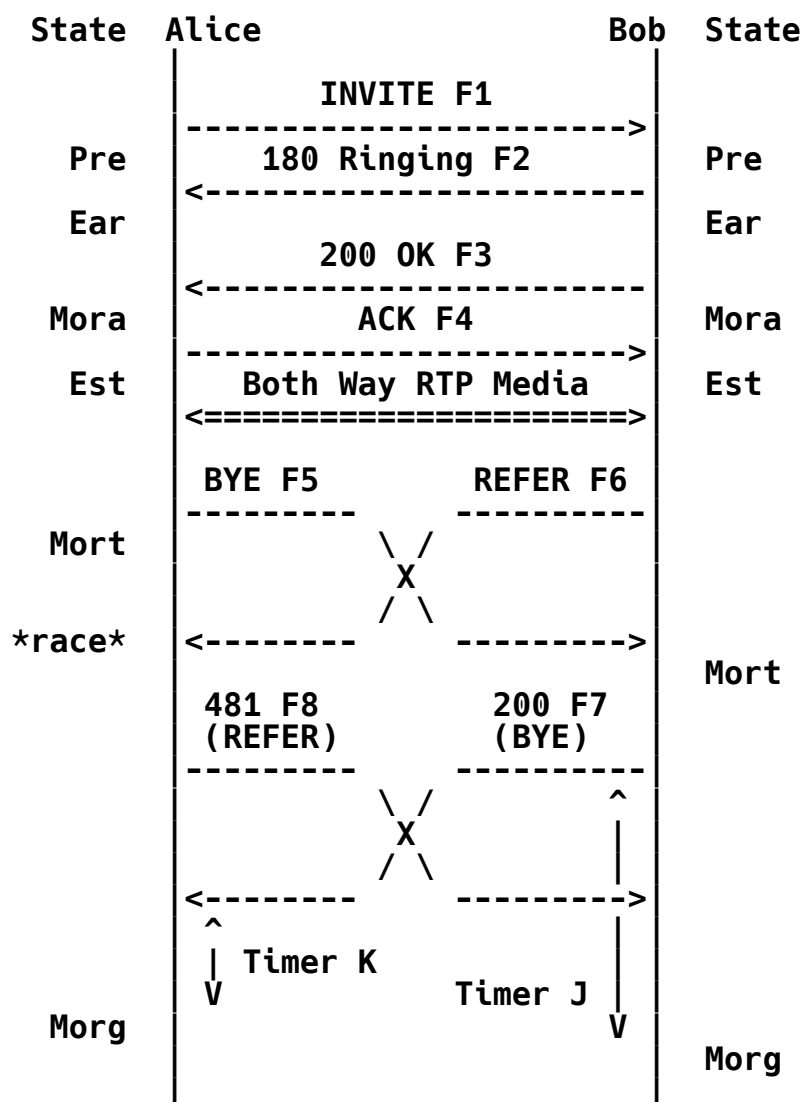 State  Alice                  Bob  State
INVITE F1
----------------------->
Pre       180 Ringing F2         Pre
<-----------------------
Ear                              Ear
200 OK F3
<-----------------------
Mora            ACK F4            Mora
----------------------->
Est      Both Way RTP Media      Est
<======================>
BYE F5        REFER F6
---------     ----------
Mort          \ /
X
/ \
*race*  <--------     --------->
Mort
481 F8         200 F7
(REFER)        (BYE)
---------     ----------
\ /         ^
X          |
/ \         |
<--------     --------->
^                    |
| Timer K            |
V            Timer J |
Morg                       V
Morg